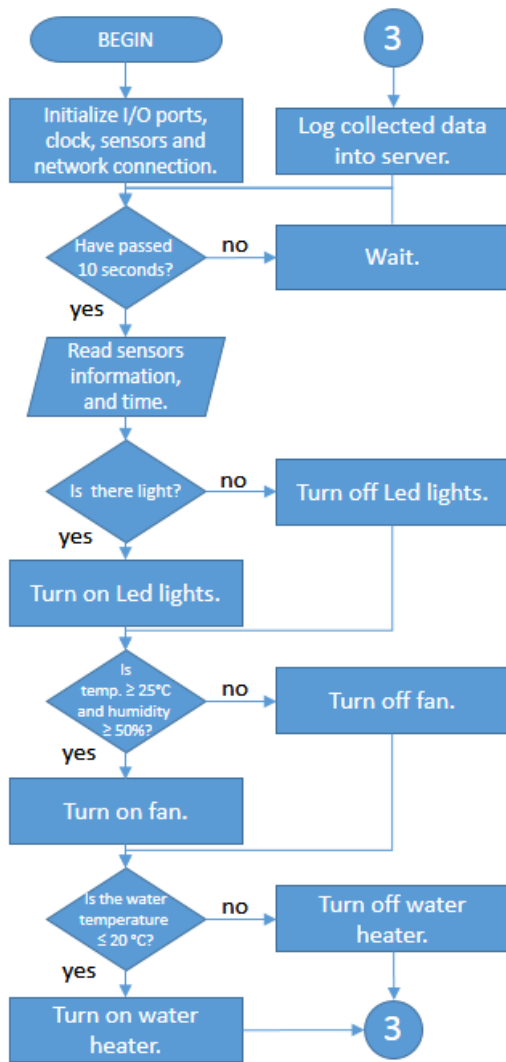 BEGIN
3
Initialize I/O ports,
clock, sensors and
network connection.
Log collected data
into server.
Have passed
10 seconds?
no
Wait.
yes
Read sensors
information,
and time.
Is there light?
no
Turn off Led lights.
yes
Turn on Led lights.
Is
temp. ≥ 25°C
and humidity
≥ 50%?
no
Turn off fan.
yes
Turn on fan.
Is the water
temperature
≤ 20 °C?
no
Turn off water
heater.
yes
Turn on water
heater.
3